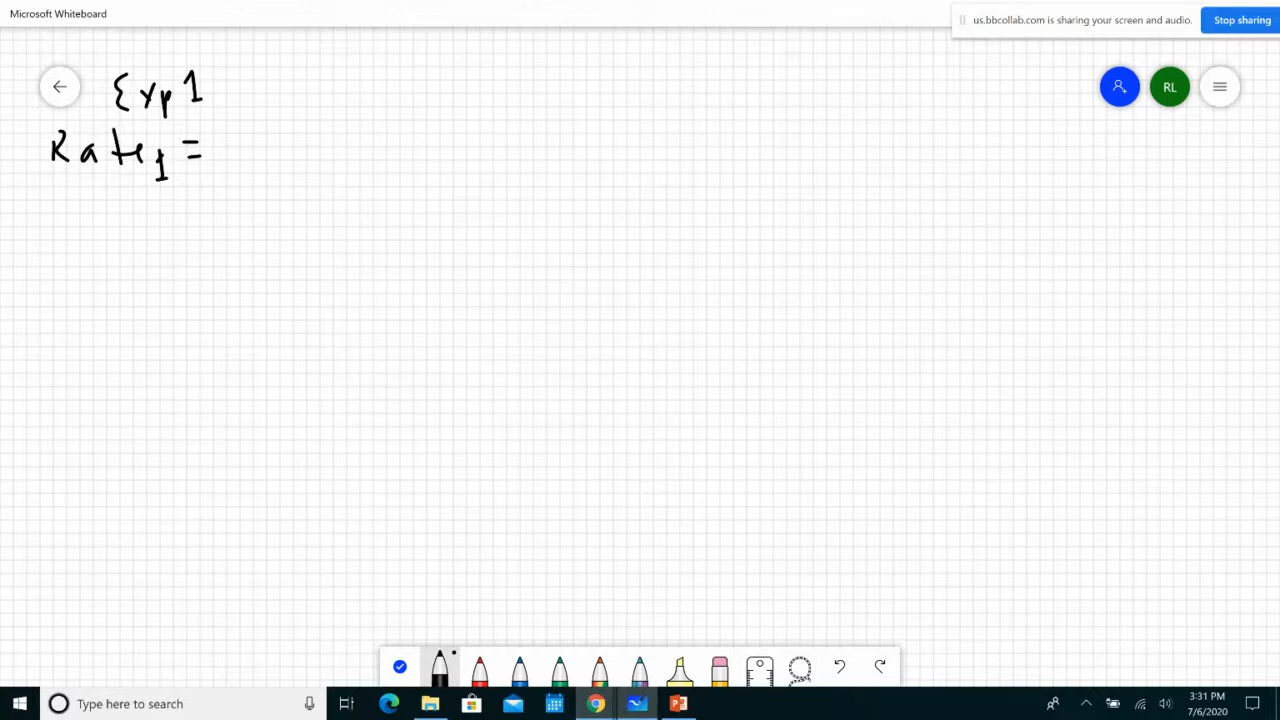 Microsoft Whiteboard
us.bbcollab.com is sharing your screen and audio.
Stop sharing
Exp 1
RL
Rate₁ =
Type here to search
3:31 PM
7/6/2020